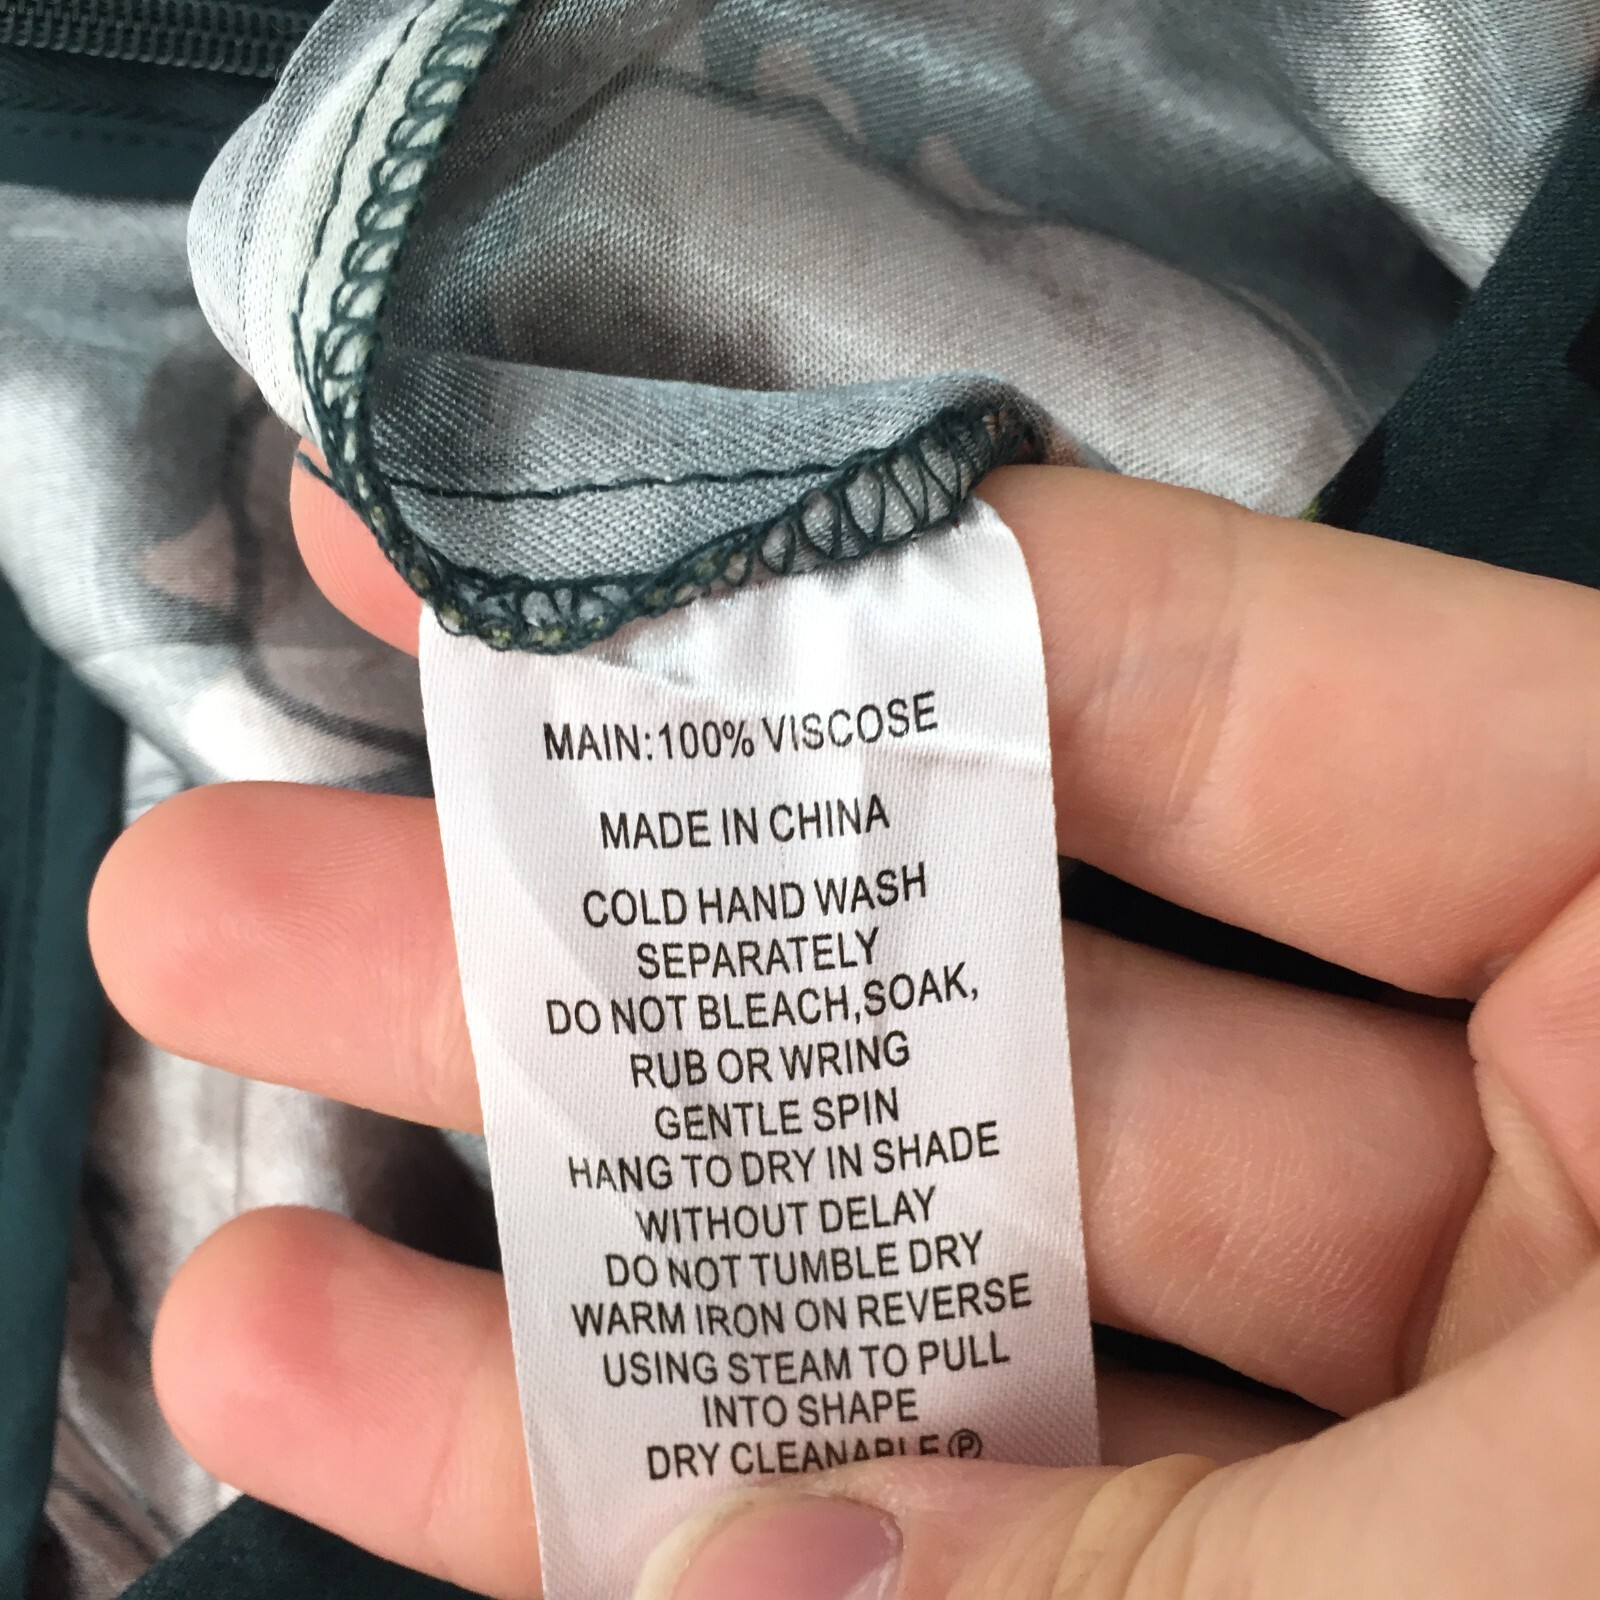 MAIN:100% VISCOSE
MADE IN CHINA
COLD HAND WASH
SEPARATELY
DO NOT BLEACH,SOAK,
RUB OR WRING
GENTLE SPIN
HANG TO DRY IN SHADE
WITHOUT DELAY
DO NOT TUMBLE DRY
WARM IRON ON REVERSE
USING STEAM TO PULL
INTO SHAPE
DRY CLEANABLE Ⓟ